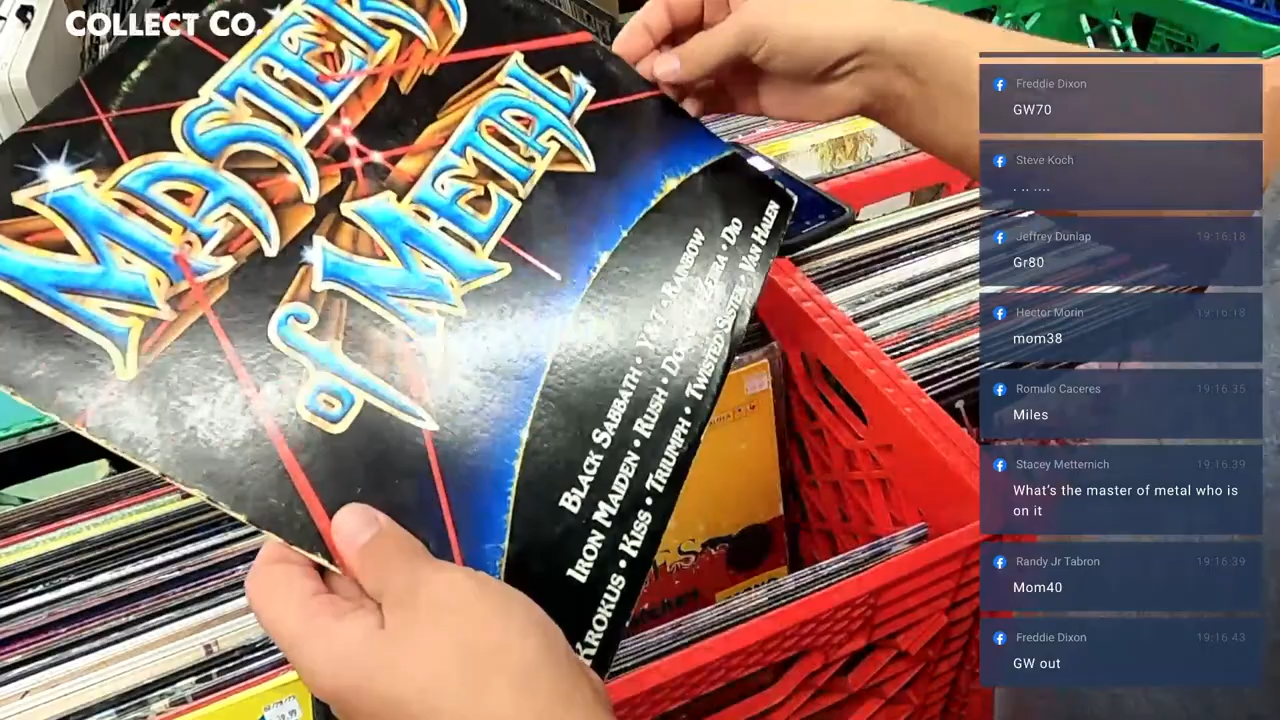 COLLECT CO.
MASTERS
of METAL
BLACK SABBATH • Y&T • RAINBOW
IRON MAIDEN • RUSH • DIO
KROKUS • KISS • TRIUMPH • TWISTED SISTER • VAN HALEN
Freddie Dixon
GW70
Steve Koch
. .. ....
Jeffrey Dunlap 19:16:18
Gr80
Hector Morin 19:16:18
mom38
Romulo Caceres 19:16:35
Miles
Stacey Metternich 19:16:39
What's the master of metal who is
on it
Randy Jr Tabron 19:16:39
Mom40
Freddie Dixon 19:16:43
GW out